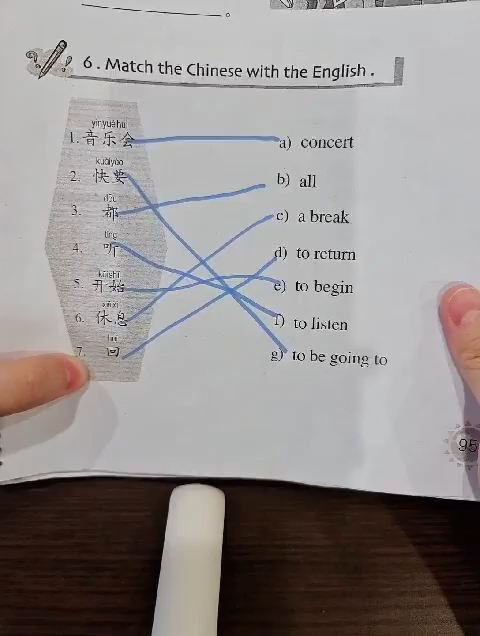 6. Match the Chinese with the English.
yīnyuèhuì
1. 音乐会
a) concert
kuàiyào
2. 快要
b) all
dōu
3. 都
c) a break
tīng
4. 听
d) to return
kāishǐ
5. 开始
e) to begin
xiūxi
6. 休息
f) to listen
huí
7. 回
g) to be going to
95